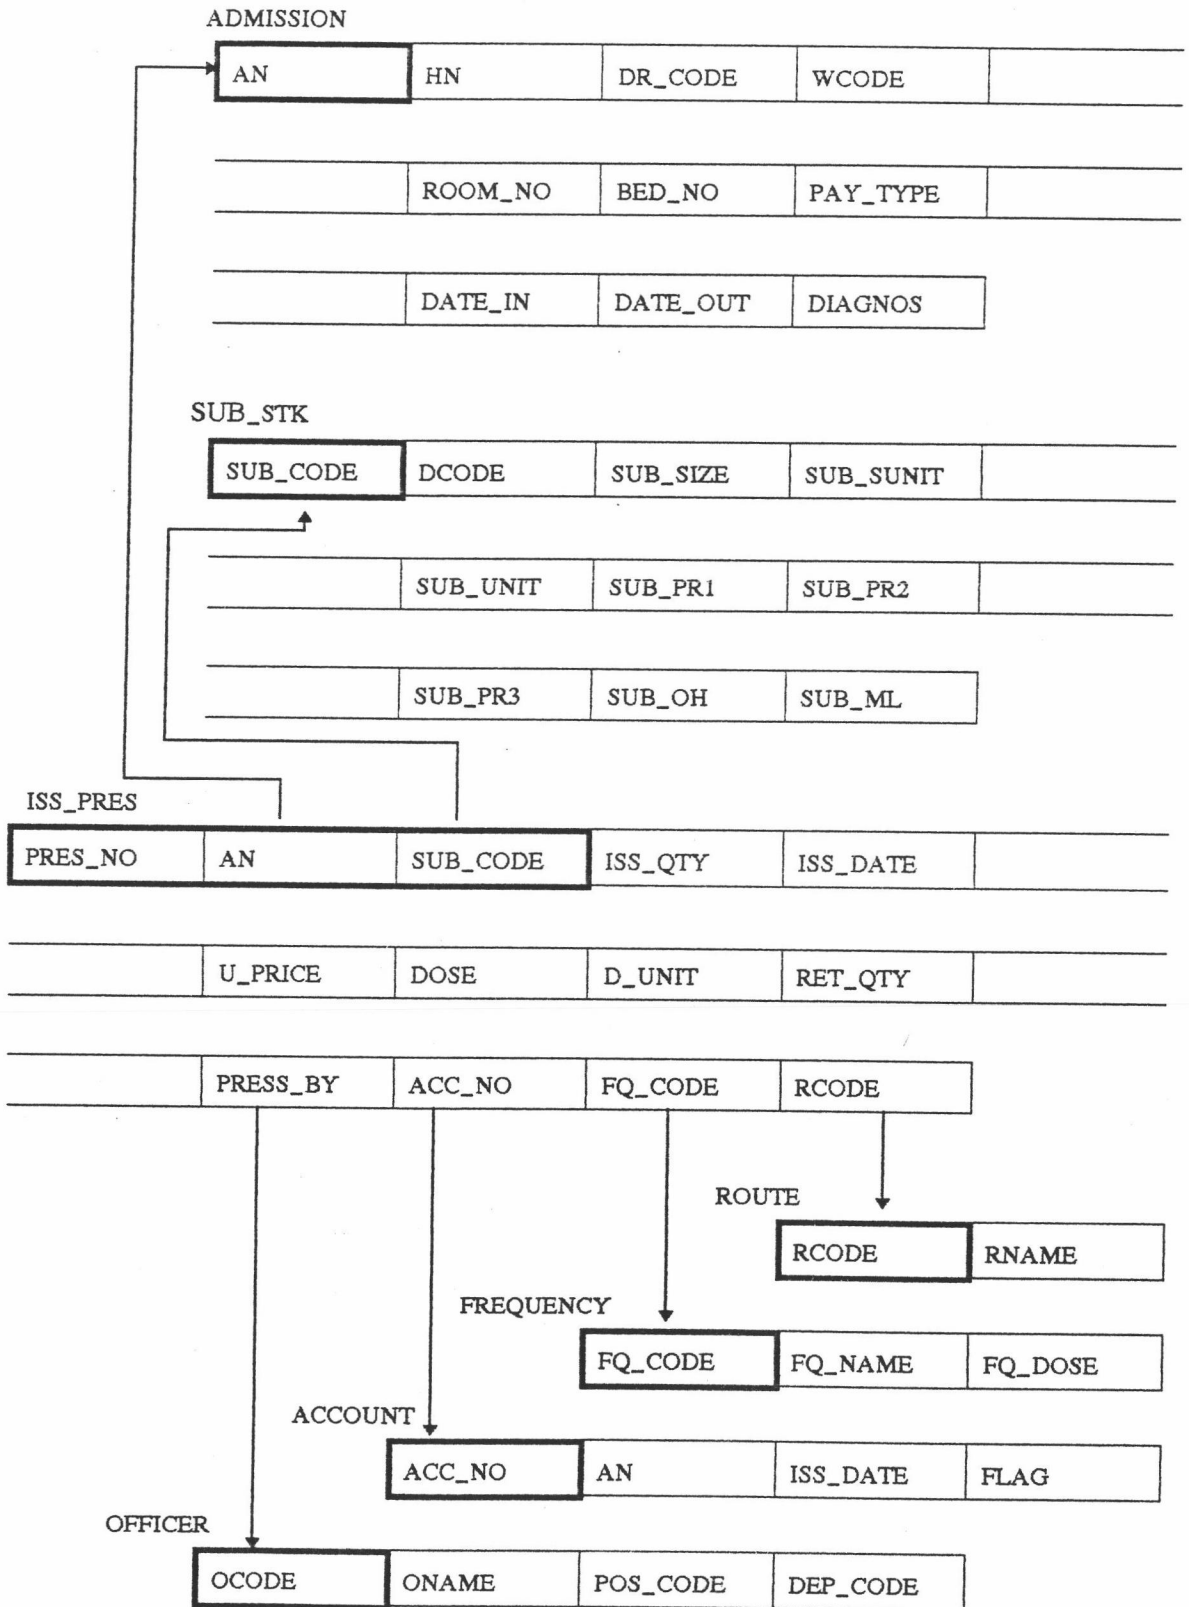 ADMISSION
AN HN DR_CODE WCODE
ROOM_NO BED_NO PAY_TYPE
DATE_IN DATE_OUT DIAGNOS
SUB_STK
SUB_CODE DCODE SUB_SIZE SUB_SUNIT
SUB_UNIT SUB_PR1 SUB_PR2
SUB_PR3 SUB_OH SUB_ML
ISS_PRES
PRES_NO AN SUB_CODE ISS_QTY ISS_DATE
U_PRICE DOSE D_UNIT RET_QTY
PRESS_BY ACC_NO FQ_CODE RCODE
ROUTE
RCODE RNAME
FREQUENCY
FQ_CODE FQ_NAME FQ_DOSE
ACCOUNT
ACC_NO AN ISS_DATE FLAG
OFFICER
OCODE ONAME POS_CODE DEP_CODE